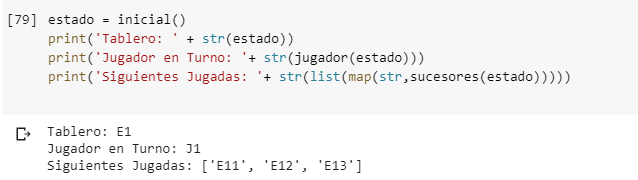 [79] estado = inicial()
print('Tablero: ' + str(estado))
print('Jugador en Turno: '+ str(jugador(estado)))
print('Siguientes Jugadas: '+ str(list(map(str,sucesores(estado)))))
Tablero: E1
Jugador en Turno: J1
Siguientes Jugadas: ['E11', 'E12', 'E13']